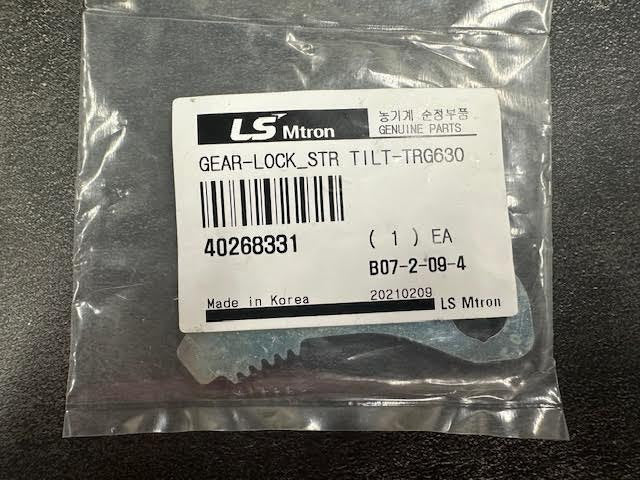 LS Mtron
농기계 순정부품
GENUINE PARTS
GEAR-LOCK_STR TILT-TRG630
40268331
( 1 ) EA
B07-2-09-4
Made in Korea
20210209
LS Mtron